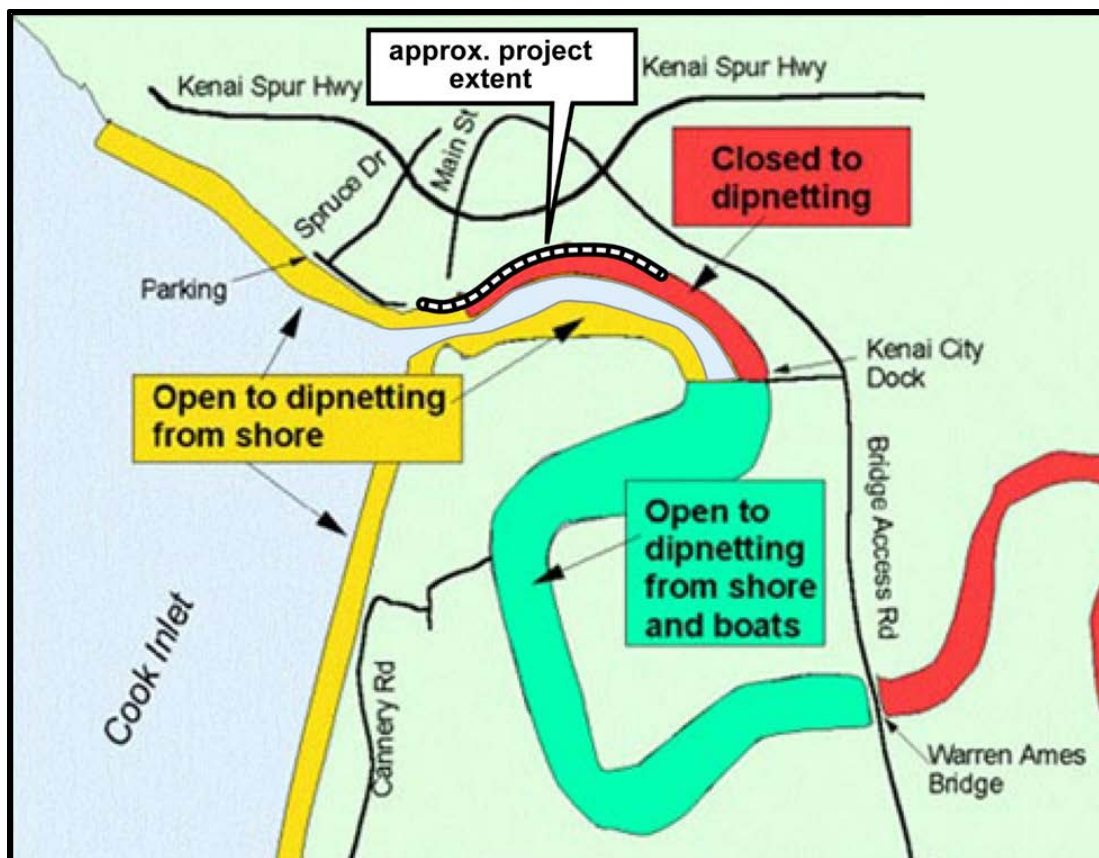 approx. project
extent
Kenai Spur Hwy
Kenai Spur Hwy
Main St
Spruce Dr
Closed to
dipnetting
Parking
Kenai City
Dock
Open to dipnetting
from shore
Bridge Access Rd
Open to
dipnetting
from shore
and boats
Cook Inlet
Cannery Rd
Warren Ames
Bridge